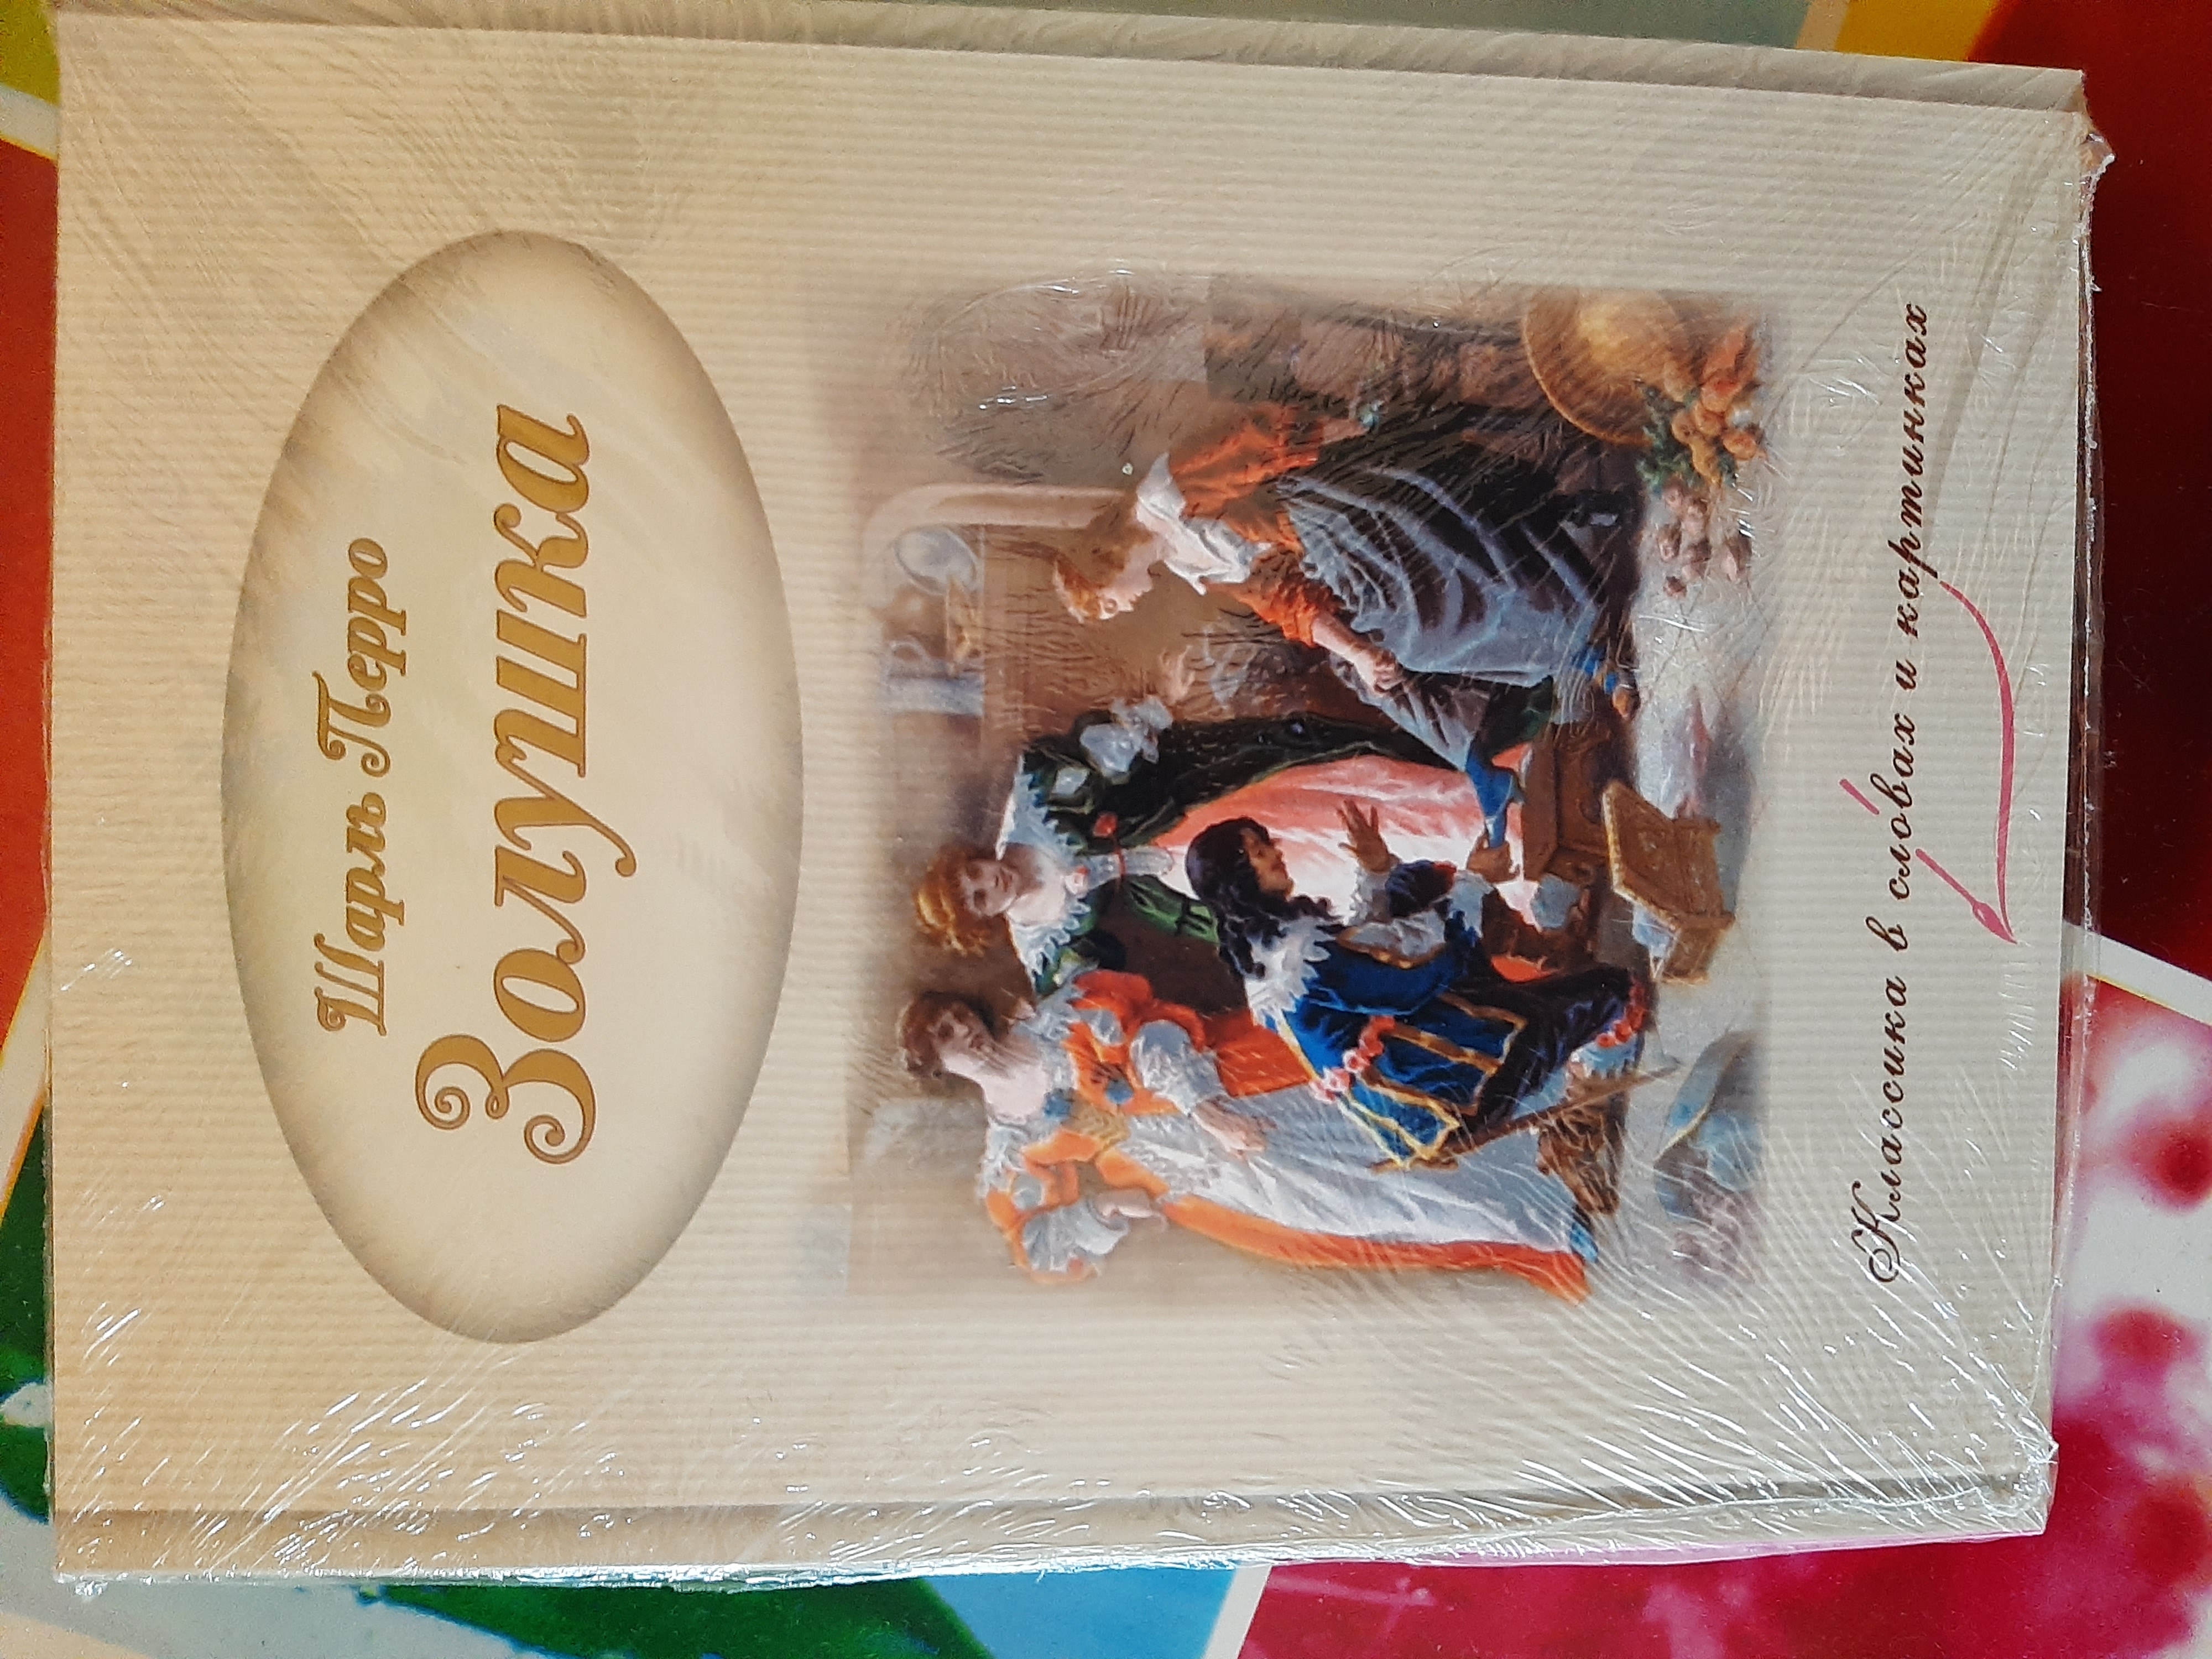 Шарль Перро
Золушка
Классика в словах и картинках